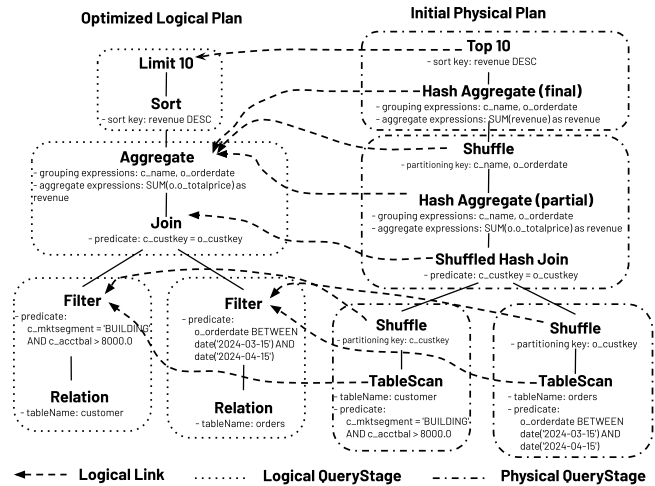 Optimized Logical Plan
Initial Physical Plan
Limit 10
Sort
- sort key: revenue DESC
Aggregate
- grouping expressions: c_name, o_orderdate
- aggregate expressions: SUM(o.o_totalprice) as
revenue
Join
- predicate: c_custkey = o_custkey
Filter
- predicate:
c_mktsegment = 'BUILDING'
AND c_acctbal > 8000.0
Relation
- tableName: customer
Filter
- predicate:
o_orderdate BETWEEN
date('2024-03-15') AND
date('2024-04-15')
Relation
- tableName: orders
Top 10
- sort key: revenue DESC
Hash Aggregate (final)
- grouping expressions: c_name, o_orderdate
- aggregate expressions: SUM(revenue) as revenue
Shuffle
- partitioning key: c_name, o_orderdate
Hash Aggregate (partial)
- grouping expressions: c_name, o_orderdate
- aggregate expressions: SUM(o.o_totalprice) as revenue
Shuffled Hash Join
- predicate: c_custkey = o_custkey
Shuffle
- partitioning key: c_custkey
TableScan
- tableName: customer
- predicate:
c_mktsegment = 'BUILDING'
AND c_acctbal > 8000.0
Shuffle
- partitioning key: o_custkey
TableScan
- tableName: orders
- predicate:
o_orderdate BETWEEN
date('2024-03-15') AND
date('2024-04-15')
Logical Link
Logical QueryStage
Physical QueryStage